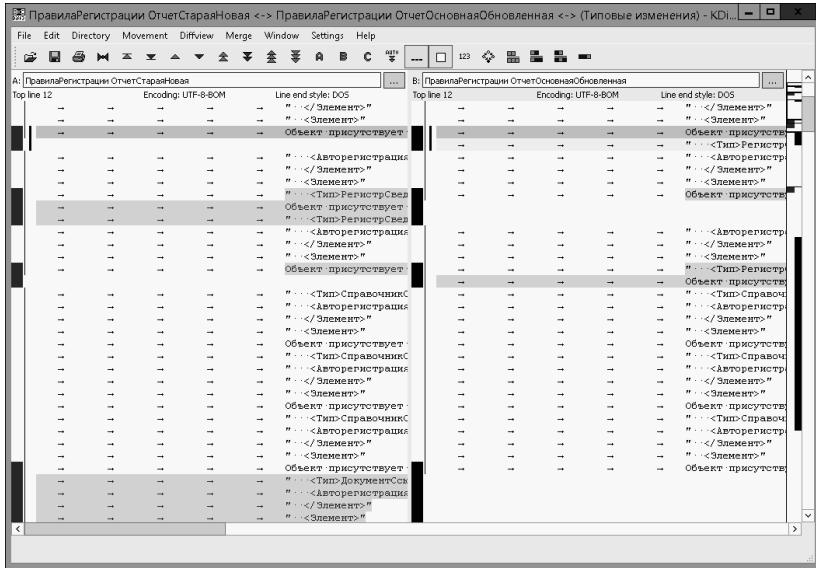 ПравилаРегистрации ОтчетСтараяНовая <-> ПравилаРегистрации ОтчетОсновнаяОбновленная <-> (Типовые изменения) - KDi...
File Edit Directory Movement Diffview Merge Window Settings Help
A B C AUTO 123
A: ПравилаРегистрации ОтчетСтараяНовая ...
Top line 12 Encoding: UTF-8-BOM Line end style: DOS
→ → → → → "··</Элемент>"
→ → → → → "··<Элемент>"
→ → → → → Объект·присутствует·
→ → → → → "···<Авторегистрация
→ → → → → "··</Элемент>"
→ → → → → "··<Элемент>"
→ → → → → "···<Тип>РегистрСвед
→ → → → → Объект·присутствует·
→ → → → → "···<Тип>РегистрСвед
→ → → → → "···<Авторегистрация
→ → → → → "··</Элемент>"
→ → → → → "··<Элемент>"
→ → → → → Объект·присутствует·
→ → → → → "···<Тип>СправочникС
→ → → → → "···<Авторегистрация
→ → → → → "··</Элемент>"
→ → → → → "··<Элемент>"
→ → → → → Объект·присутствует·
→ → → → → "···<Тип>СправочникС
→ → → → → "···<Авторегистрация
→ → → → → "··</Элемент>"
→ → → → → "··<Элемент>"
→ → → → → Объект·присутствует·
→ → → → → "···<Тип>СправочникС
→ → → → → "···<Авторегистрация
→ → → → → "··</Элемент>"
→ → → → → "··<Элемент>"
→ → → → → Объект·присутствует·
→ → → → → "···<Тип>ДокументСсы
→ → → → → "···<Авторегистрация
→ → → → → "··</Элемент>"
→ → → → → "··<Элемент>"
B: ПравилаРегистрации ОтчетОсновнаяОбновленная ...
Top line 12 Encoding: UTF-8-BOM Line end style: DOS
→ → → → → "··</Элемент>"
→ → → → → "··<Элемент>"
→ → → → → Объект·присутств
→ → → → → "···<Тип>Регистр
→ → → → → "···<Авторегистр
→ → → → → "··</Элемент>"
→ → → → → "··<Элемент>"
→ → → → → Объект·присутств
→ → → → → "···<Авторегистр
→ → → → → "··</Элемент>"
→ → → → → "··<Элемент>"
→ → → → → "···<Тип>Регистр
→ → → → → Объект·присутств
→ → → → → "···<Тип>Справоч
→ → → → → "···<Авторегистр
→ → → → → "··</Элемент>"
→ → → → → "··<Элемент>"
→ → → → → Объект·присутств
→ → → → → "···<Тип>Справоч
→ → → → → "···<Авторегистр
→ → → → → "··</Элемент>"
→ → → → → "··<Элемент>"
→ → → → → Объект·присутств
→ → → → → "···<Тип>Справоч
→ → → → → "···<Авторегистр
→ → → → → "··</Элемент>"
→ → → → → "··<Элемент>"
→ → → → → Объект·присутств